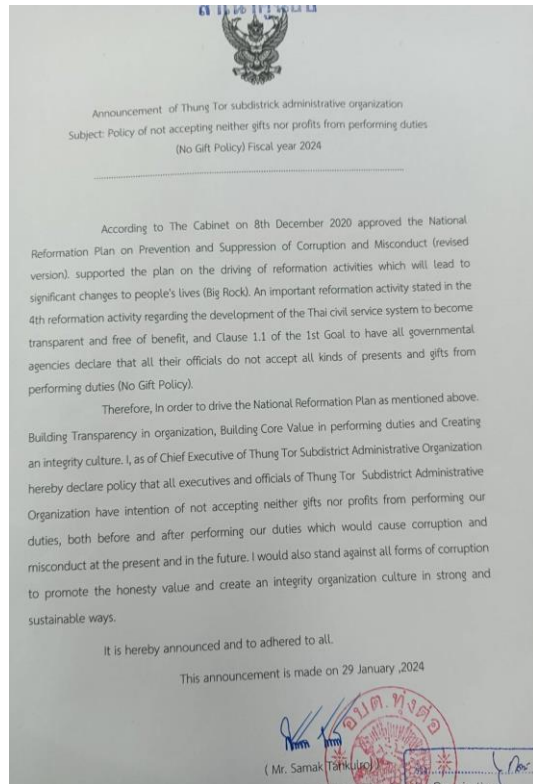 Announcement of Thung Tor subdistrick administrative organization
Subject: Policy of not accepting neither gifts nor profits from performing duties
(No Gift Policy) Fiscal year 2024
According to The Cabinet on 8th December 2020 approved the National
Reformation Plan on Prevention and Suppression of Corruption and Misconduct (revised
version). supported the plan on the driving of reformation activities which will lead to
significant changes to people's lives (Big Rock). An important reformation activity stated in the
4th reformation activity regarding the development of the Thai civil service system to become
transparent and free of benefit, and Clause 1.1 of the 1st Goal to have all governmental
agencies declare that all their officials do not accept all kinds of presents and gifts from
performing duties (No Gift Policy).
Therefore, In order to drive the National Reformation Plan as mentioned above.
Building Transparency in organization, Building Core Value in performing duties and Creating
an integrity culture. I, as of Chief Executive of Thung Tor Subdistrict Administrative Organization
hereby declare policy that all executives and officials of Thung Tor Subdistrict Administrative
Organization have intention of not accepting neither gifts nor profits from performing our
duties, both before and after performing our duties which would cause corruption and
misconduct at the present and in the future. I would also stand against all forms of corruption
to promote the honesty value and create an integrity organization culture in strong and
sustainable ways.
It is hereby announced and to adhered to all.
This announcement is made on 29 January ,2024
อบต.ทุ่งต่อ
( Mr. Samak Tankulroj )